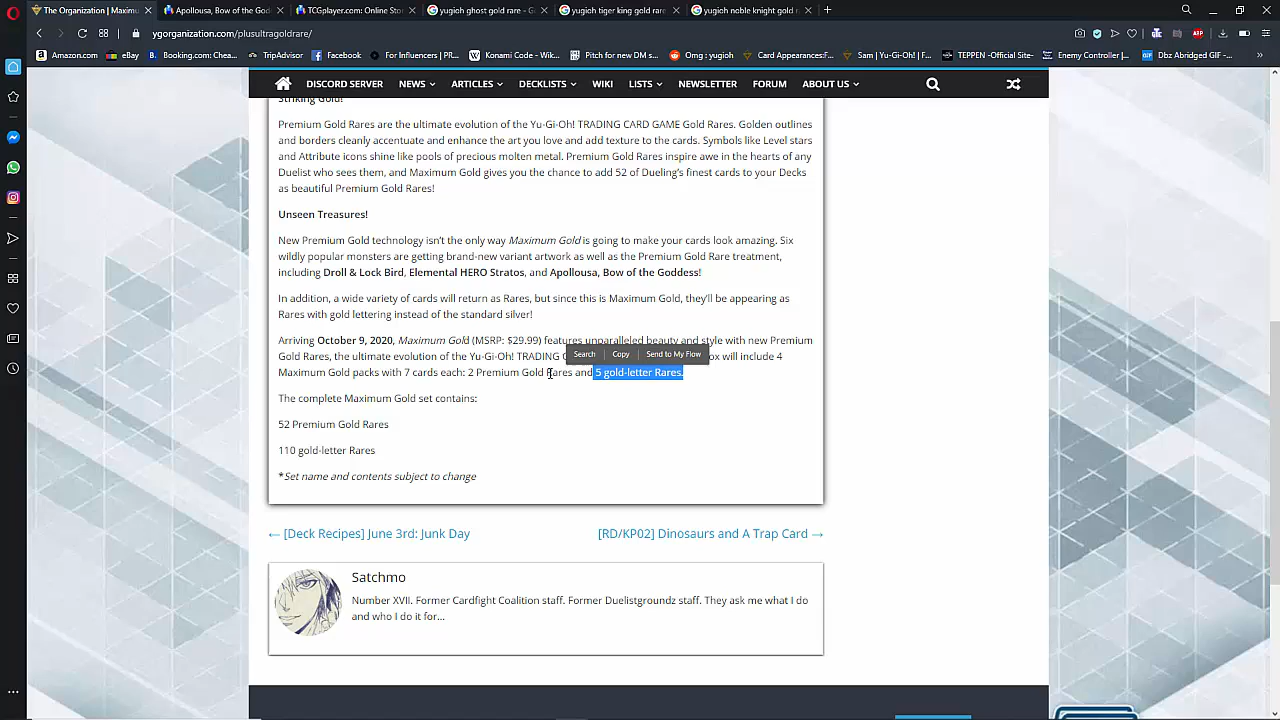 The Organization | Maximu
Apollousa, Bow of the God
TCGplayer.com: Online Sto
yugioh ghost rare - G
yugioh tiger king gold rare
yugioh noble knight gold r
ygorganization.com/plusultragoldrare/
Amazon.com
eBay
Booking.com: Chea...
TripAdvisor
Facebook
For Influencers | PR...
Lumi Code - Wik...
Pitch for new DM s...
Omg yugioh
Card Appearances:F...
Sam | Yu-Gi-Oh! | F...
TEPPEN -Official Site-
Enemy Controller |...
Dbz Abridged GIF -...
DISCORD SERVER
NEWS
ARTICLES
DECKLISTS
WIKI
LISTS
NEWSLETTER
FORUM
ABOUT US
Striking Gold!
Premium Gold Rares are the ultimate evolution of the Yu-Gi-Oh! TRADING CARD GAME Gold Rares. Golden outlines
and borders cleanly accentuate and enhance the art you love and add texture to the cards. Symbols like Level stars
and Attribute icons shine like pools of precious molten metal. Premium Gold Rares inspire awe in the hearts of any
Duelist who uses them, and Maximum Gold gives you the chance to add 52 of Dueling's finest cards to your Decks
as beautiful Premium Gold Rares!
Unseen Treasures!
New Premium Gold technology isn't the only way Maximum Gold is going to make your cards look amazing. Six
wildly popular monsters are getting brand-new variant artwork as well as the Premium Gold Rare treatment,
including Droll & Lock Bird, Elemental HERO Stratos, and Apollousa, Bow of the Goddess!
In addition, a wide variety of cards will return as Rares, but since this is Maximum Gold, they'll be appearing as
Rares with gold lettering instead of the standard silver!
Arriving October 9, 2020, Maximum Gold (MSRP: $29.99) features unparalleled beauty and style with new Premium
Gold Rares, the ultimate evolution of the Yu-Gi-Oh! TRADING
Search
Copy
Send to My Flow
ox will include 4
Maximum Gold packs with 7 cards each: 2 Premium Gold Rares and 5 gold-letter Rares.
The complete Maximum Gold set contains:
52 Premium Gold Rares
110 gold-letter Rares
*Set name and contents subject to change
← [Deck Recipes] June 3rd: Junk Day
[RD/KP02] Dinosaurs and A Trap Card →
Satchmo
Number XVII. Former Cardfight Coalition staff. Former Duelistgroundz staff. They ask me what I do
and who I do it for...